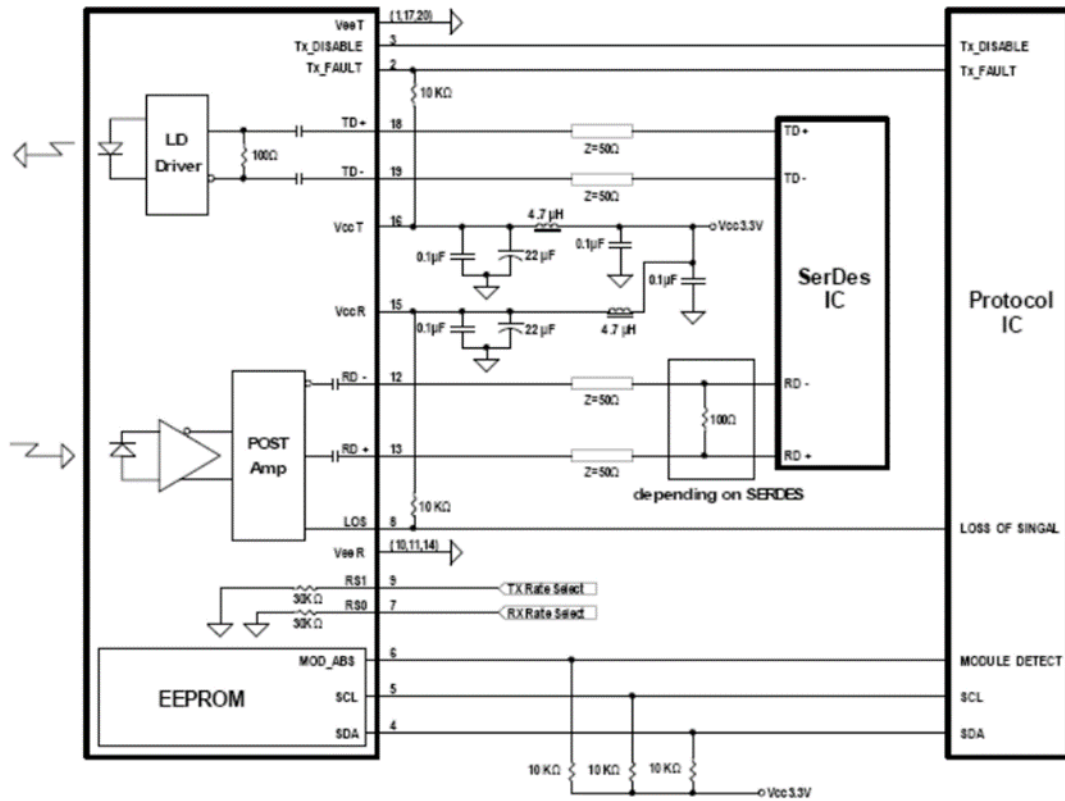 VeeT
(1,17,20)
Tx_DISABLE
3
Tx_DISABLE
Tx_FAULT
2
Tx_FAULT
10 KΩ
LD
Driver
100Ω
TD+
18
Z=50Ω
TD+
TD-
19
Z=50Ω
TD-
VccT
16
4.7 µH
Vcc3.3V
0.1µF
22 µF
0.1µF
0.1µF
SerDes
IC
Protocol
IC
VccR
15
0.1µF
22 µF
4.7 µH
RD -
12
Z=50Ω
RD -
100Ω
POST
Amp
RD +
13
Z=50Ω
RD +
depending on SERDES
10 KΩ
LOS
8
LOSS OF SINGAL
VeeR
(10,11,14)
RS1
9
TX Rate Select
30KΩ
RS0
7
RX Rate Select
30KΩ
MOD_ABS
6
MODULE DETECT
EEPROM
SCL
5
SCL
SDA
4
SDA
10 KΩ
10 KΩ
10 KΩ
Vcc3.3V